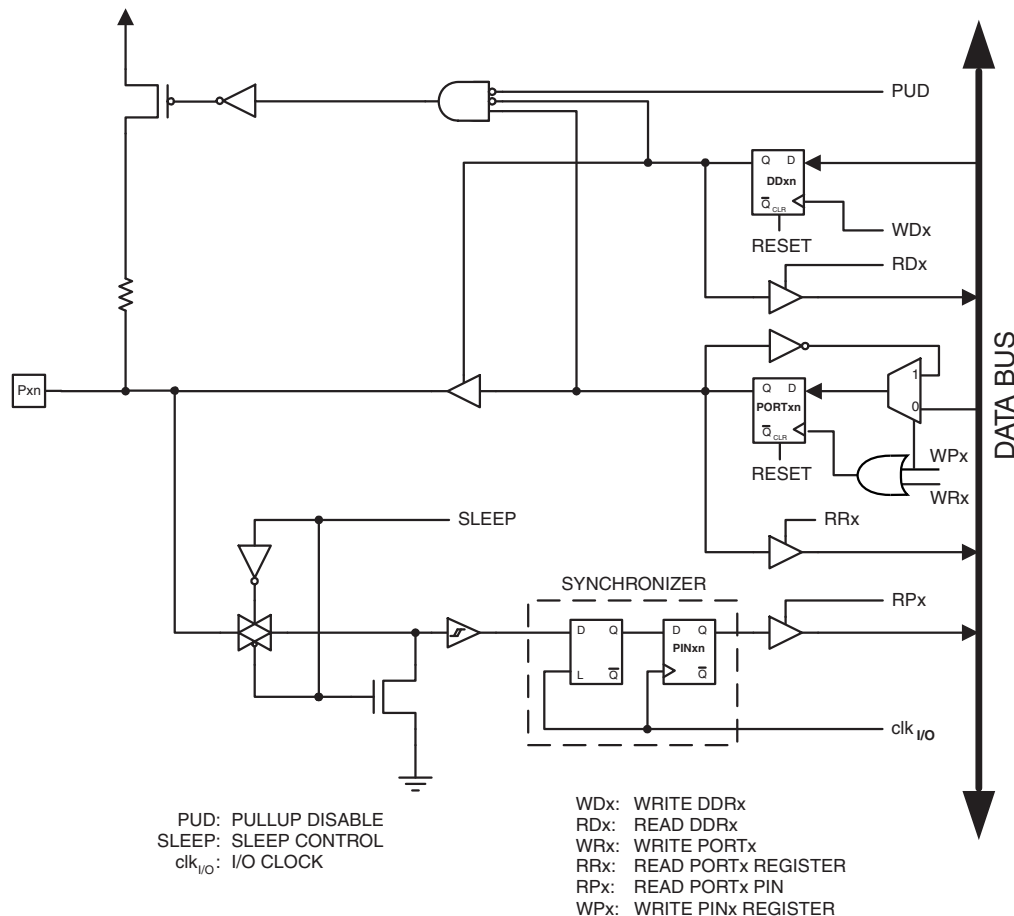 PUD
Q D
DDxn
Q CLR
WDx
RESET
RDx
DATA BUS
Pxn
1
Q D
PORTxn
0
Q CLR
WPx
RESET
WRx
SLEEP
RRx
SYNCHRONIZER
RPx
D Q
D Q
PINxn
L Q
Q
clk I/O
PUD: PULLUP DISABLE
SLEEP: SLEEP CONTROL
clkI/O: I/O CLOCK
WDx: WRITE DDRx
RDx: READ DDRx
WRx: WRITE PORTx
RRx: READ PORTx REGISTER
RPx: READ PORTx PIN
WPx: WRITE PINx REGISTER